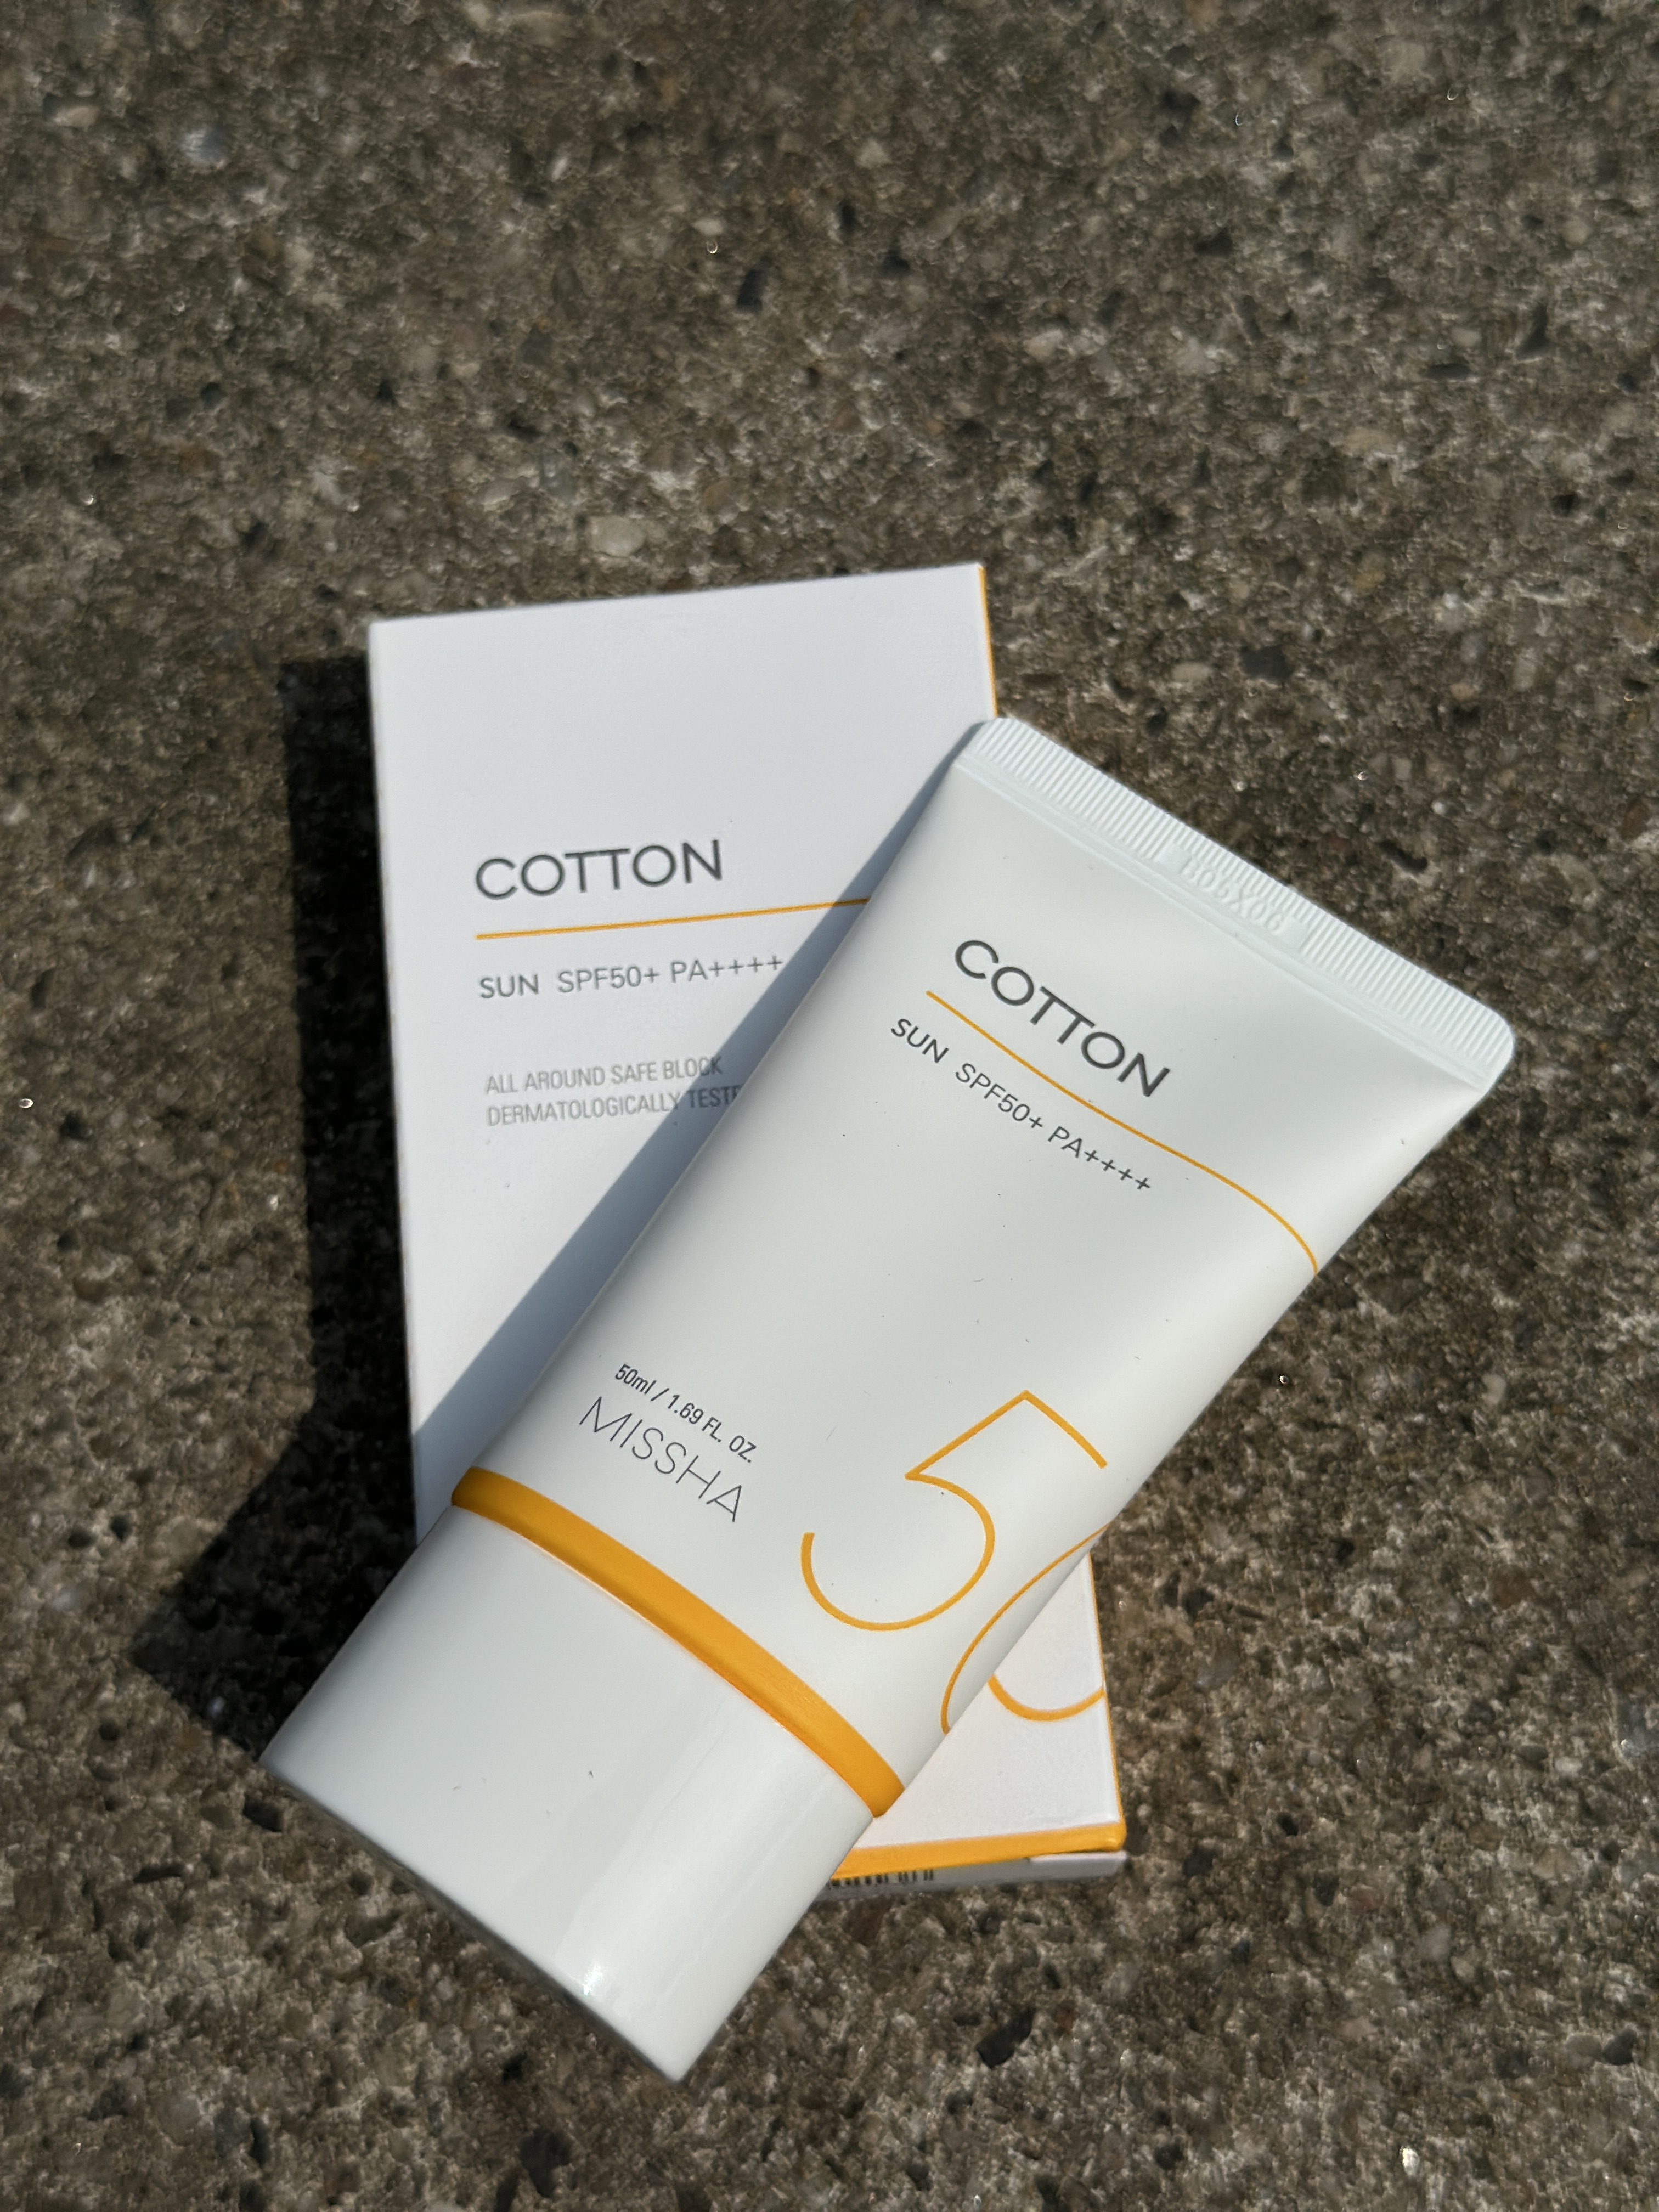 COTTON
SUN SPF50+ PA++++
ALL AROUND SAFE BLOCK
DERMATOLOGICALLY
COTTON
SUN SPF50+ PA++++
50ml / 1.69 FL. OZ.
MISSHA
50